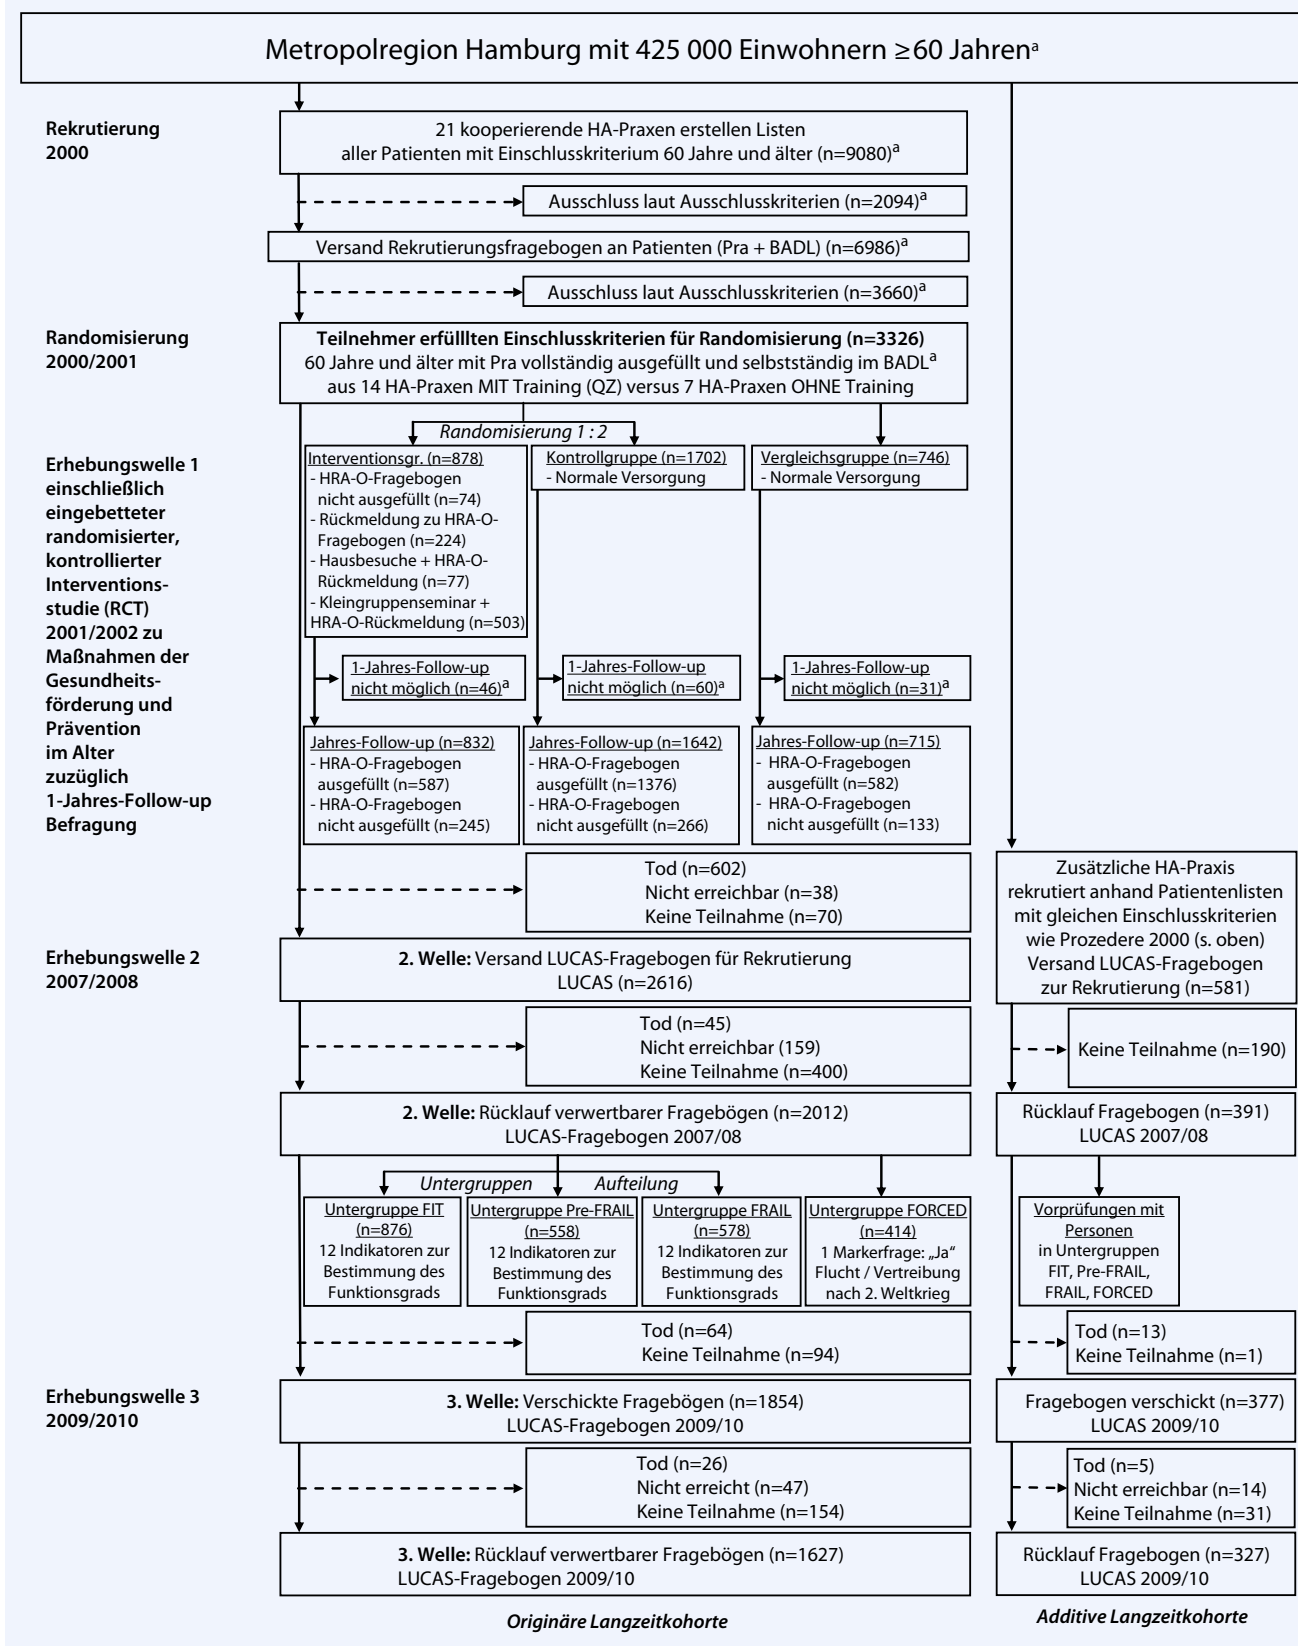 Metropolregion Hamburg mit 425 000 Einwohnern ≥60 Jahrenᵃ
Rekrutierung
2000
21 kooperierende HA-Praxen erstellen Listen
aller Patienten mit Einschlusskriterium 60 Jahre und älter (n=9080)ᵃ
Ausschluss laut Ausschlusskriterien (n=2094)ᵃ
Versand Rekrutierungsfragebogen an Patienten (Pra + BADL) (n=6986)ᵃ
Ausschluss laut Ausschlusskriterien (n=3660)ᵃ
Randomisierung
2000/2001
Teilnehmer erfülllten Einschlusskriterien für Randomisierung (n=3326)
60 Jahre und älter mit Pra vollständig ausgefüllt und selbstständig im BADLᵃ
aus 14 HA-Praxen MIT Training (QZ) versus 7 HA-Praxen OHNE Training
Randomisierung 1 : 2
Erhebungswelle 1
einschließlich
eingebetteter
randomisierter,
kontrollierter
Interventions-
studie (RCT)
2001/2002 zu
Maßnahmen der
Gesundheits-
förderung und
Prävention
im Alter
zuzüglich
1-Jahres-Follow-up
Befragung
Interventionsgr. (n=878)
- HRA-O-Fragebogen
nicht ausgefüllt (n=74)
- Rückmeldung zu HRA-O-
Fragebogen (n=224)
- Hausbesuche + HRA-O-
Rückmeldung (n=77)
- Kleingruppenseminar +
HRA-O-Rückmeldung (n=503)
Kontrollgruppe (n=1702)
- Normale Versorgung
Vergleichsgruppe (n=746)
- Normale Versorgung
1-Jahres-Follow-up
nicht möglich (n=46)ᵃ
1-Jahres-Follow-up
nicht möglich (n=60)ᵃ
1-Jahres-Follow-up
nicht möglich (n=31)ᵃ
Jahres-Follow-up (n=832)
- HRA-O-Fragebogen
ausgefüllt (n=587)
- HRA-O-Fragebogen
nicht ausgefüllt (n=245)
Jahres-Follow-up (n=1642)
- HRA-O-Fragebogen
ausgefüllt (n=1376)
- HRA-O-Fragebogen
nicht ausgefüllt (n=266)
Jahres-Follow-up (n=715)
- HRA-O-Fragebogen
ausgefüllt (n=582)
- HRA-O-Fragebogen
nicht ausgefüllt (n=133)
Tod (n=602)
Nicht erreichbar (n=38)
Keine Teilnahme (n=70)
Zusätzliche HA-Praxis
rekrutiert anhand Patientenlisten
mit gleichen Einschlusskriterien
wie Prozedere 2000 (s. oben)
Versand LUCAS-Fragebogen
zur Rekrutierung (n=581)
Erhebungswelle 2
2007/2008
2. Welle: Versand LUCAS-Fragebogen für Rekrutierung
LUCAS (n=2616)
Tod (n=45)
Nicht erreichbar (159)
Keine Teilnahme (n=400)
Keine Teilnahme (n=190)
2. Welle: Rücklauf verwertbarer Fragebögen (n=2012)
LUCAS-Fragebogen 2007/08
Rücklauf Fragebogen (n=391)
LUCAS 2007/08
Untergruppen Aufteilung
Untergruppe FIT
(n=876)
12 Indikatoren zur
Bestimmung des
Funktionsgrads
Untergruppe Pre-FRAIL
(n=558)
12 Indikatoren zur
Bestimmung des
Funktionsgrads
Untergruppe FRAIL
(n=578)
12 Indikatoren zur
Bestimmung des
Funktionsgrads
Untergruppe FORCED
(n=414)
1 Markerfrage: „Ja"
Flucht / Vertreibung
nach 2. Weltkrieg
Vorprüfungen mit
Personen
in Untergruppen
FIT, Pre-FRAIL,
FRAIL, FORCED
Tod (n=64)
Keine Teilnahme (n=94)
Tod (n=13)
Keine Teilnahme (n=1)
Erhebungswelle 3
2009/2010
3. Welle: Verschickte Fragebögen (n=1854)
LUCAS-Fragebogen 2009/10
Fragebogen verschickt (n=377)
LUCAS 2009/10
Tod (n=26)
Nicht erreicht (n=47)
Keine Teilnahme (n=154)
Tod (n=5)
Nicht erreichbar (n=14)
Keine Teilnahme (n=31)
3. Welle: Rücklauf verwertbarer Fragebögen (n=1627)
LUCAS-Fragebogen 2009/10
Rücklauf Fragebogen (n=327)
LUCAS 2009/10
Originäre Langzeitkohorte
Additive Langzeitkohorte